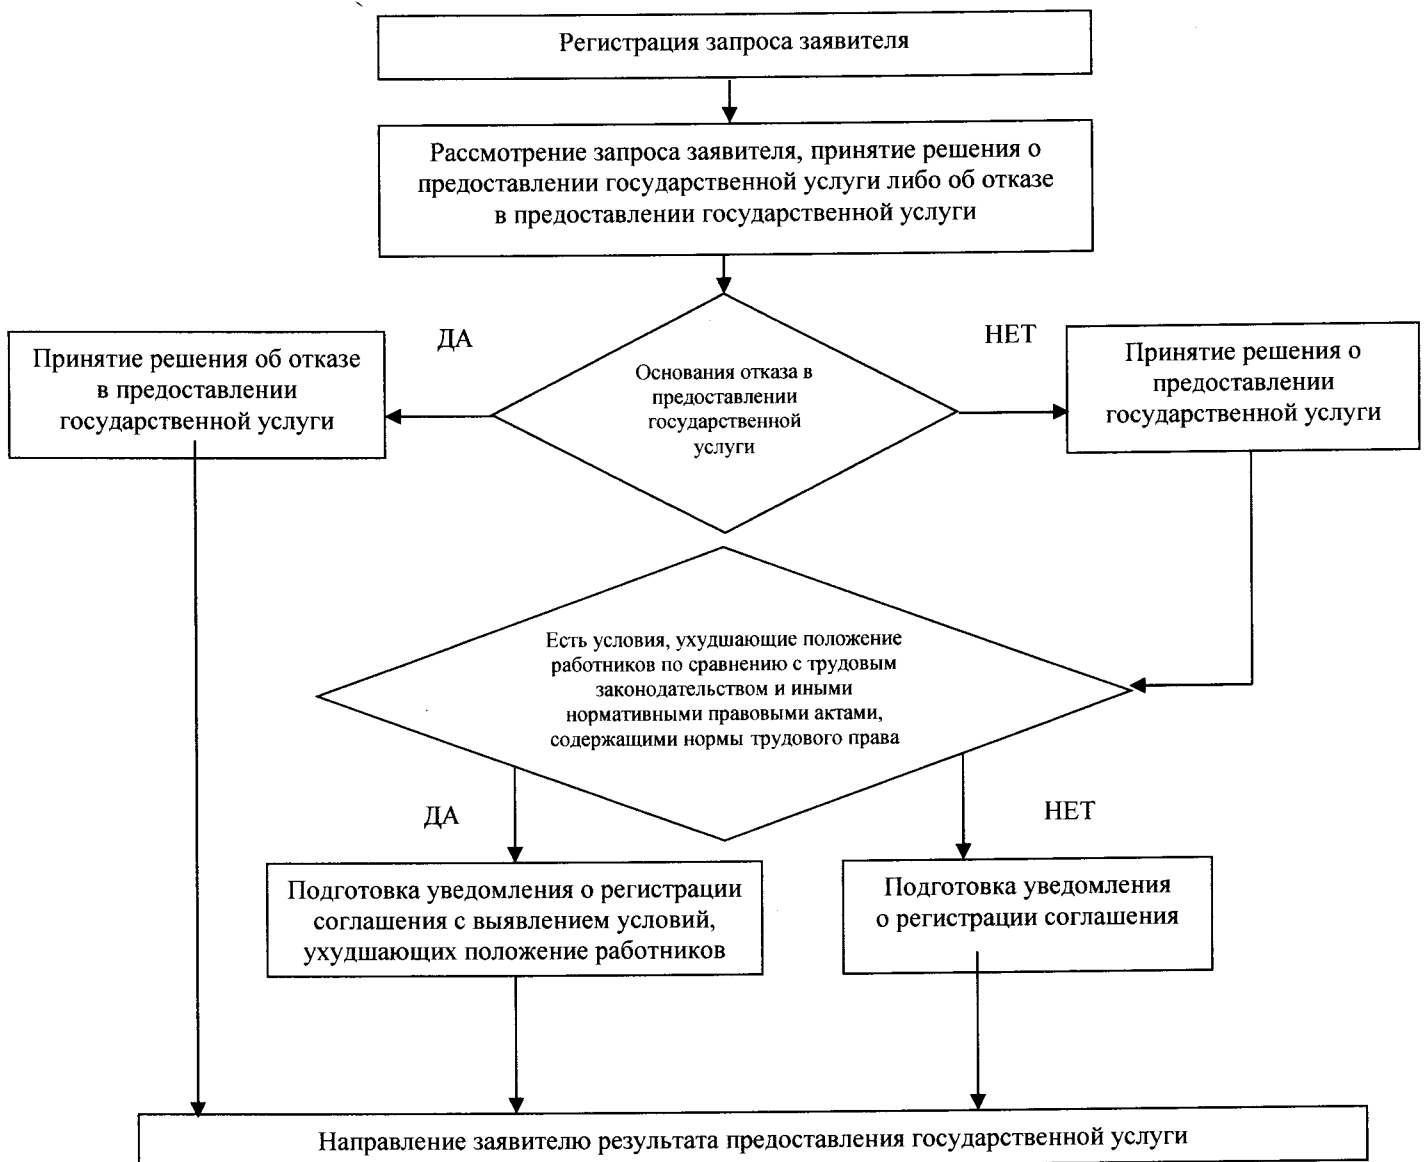 Регистрация запроса заявителя
Рассмотрение запроса заявителя, принятие решения о
предоставлении государственной услуги либо об отказе
в предоставлении государственной услуги
ДА
НЕТ
Принятие решения об отказе
в предоставлении
государственной услуги
Основания отказа в
предоставлении
государственной
услуги
Принятие решения о
предоставлении
государственной услуги
Есть условия, ухудшающие положение
работников по сравнению с трудовым
законодательством и иными
нормативными правовыми актами,
содержащими нормы трудового права
ДА
НЕТ
Подготовка уведомления о регистрации
соглашения с выявлением условий,
ухудшающих положение работников
Подготовка уведомления
о регистрации соглашения
Направление заявителю результата предоставления государственной услуги